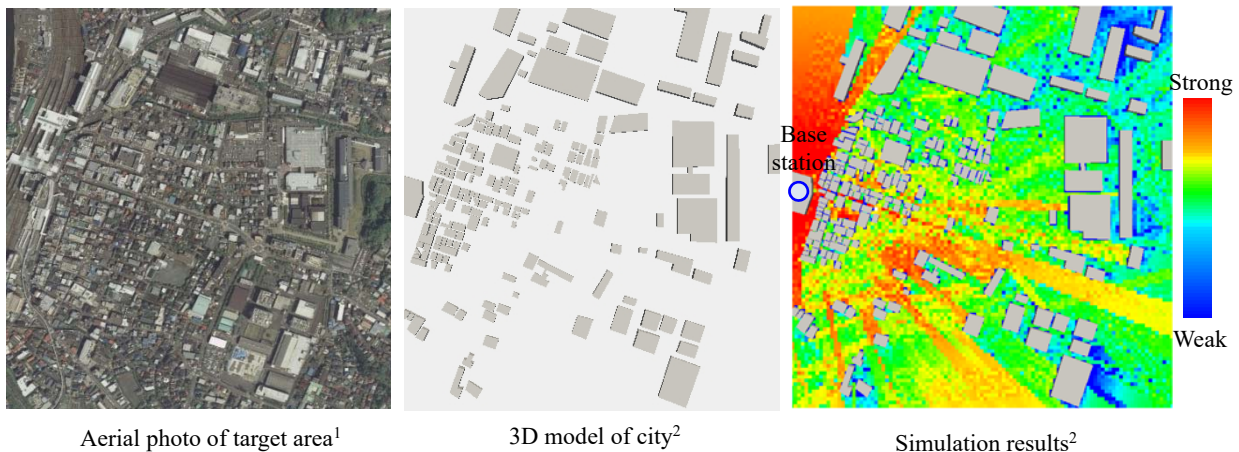 Base
station
Strong
Weak
Aerial photo of target area¹
3D model of city²
Simulation results²